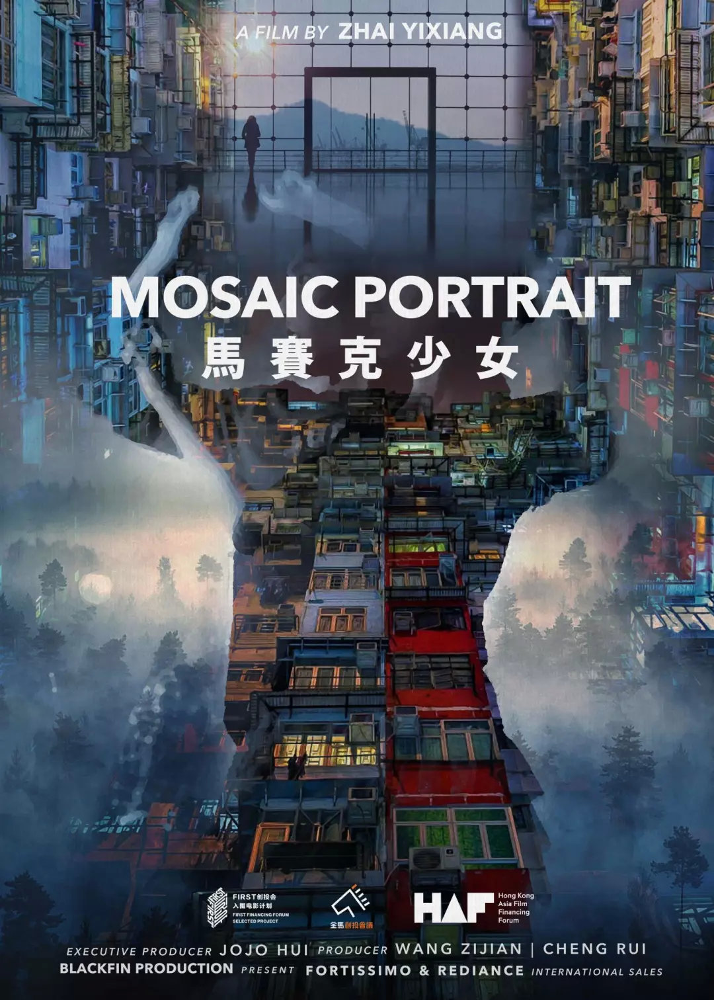 A FILM BY ZHAI YIXIANG
MOSAIC PORTRAIT
馬賽克少女
FIRST创投会
入围电影计划
FIRST FINANCING FORUM
SELECTED PROJECT
金馬創投會議
HAF
Hong Kong
Asia Film
Financing
Forum
EXECUTIVE PRODUCER JOJO HUI PRODUCER WANG ZIJIAN | CHENG RUI
BLACKFIN PRODUCTION PRESENT FORTISSIMO & REDIANCE INTERNATIONAL SALES